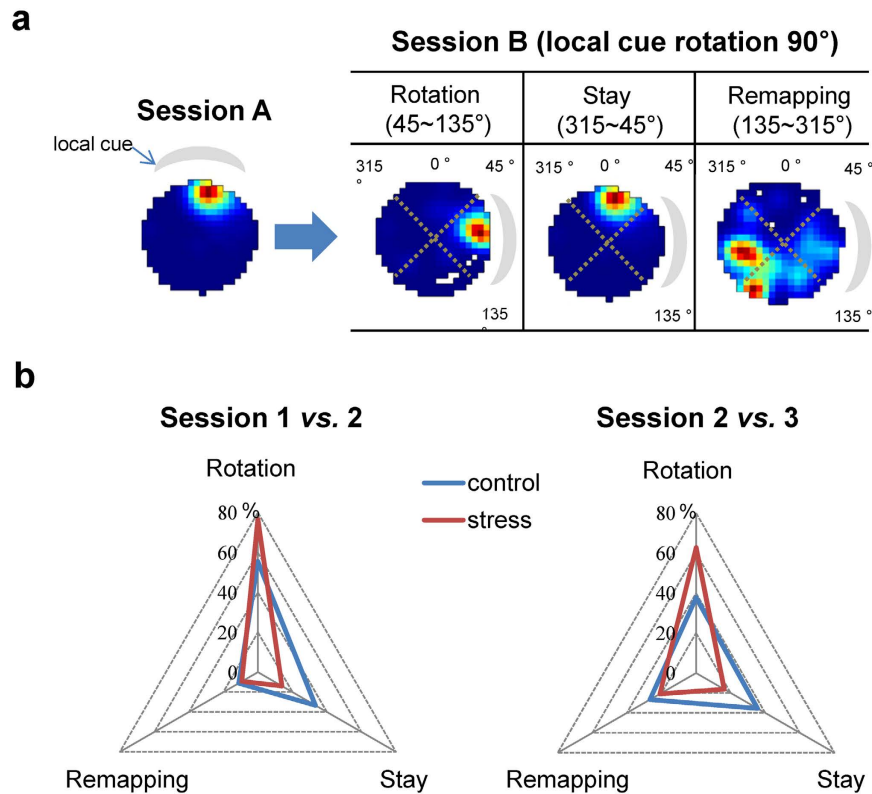 a
Session B (local cue rotation 90°)
Session A
local cue
Rotation
(45~135°)
Stay
(315~45°)
Remapping
(135~315°)
315
°
0 °
45 °
135
°
315 °
0 °
45 °
135 °
315 °
0 °
45 °
135 °
b
Session 1 vs. 2
Rotation
80 %
60
40
20
0
Remapping
Stay
control
stress
Session 2 vs. 3
Rotation
80 %
60
40
20
0
Remapping
Stay